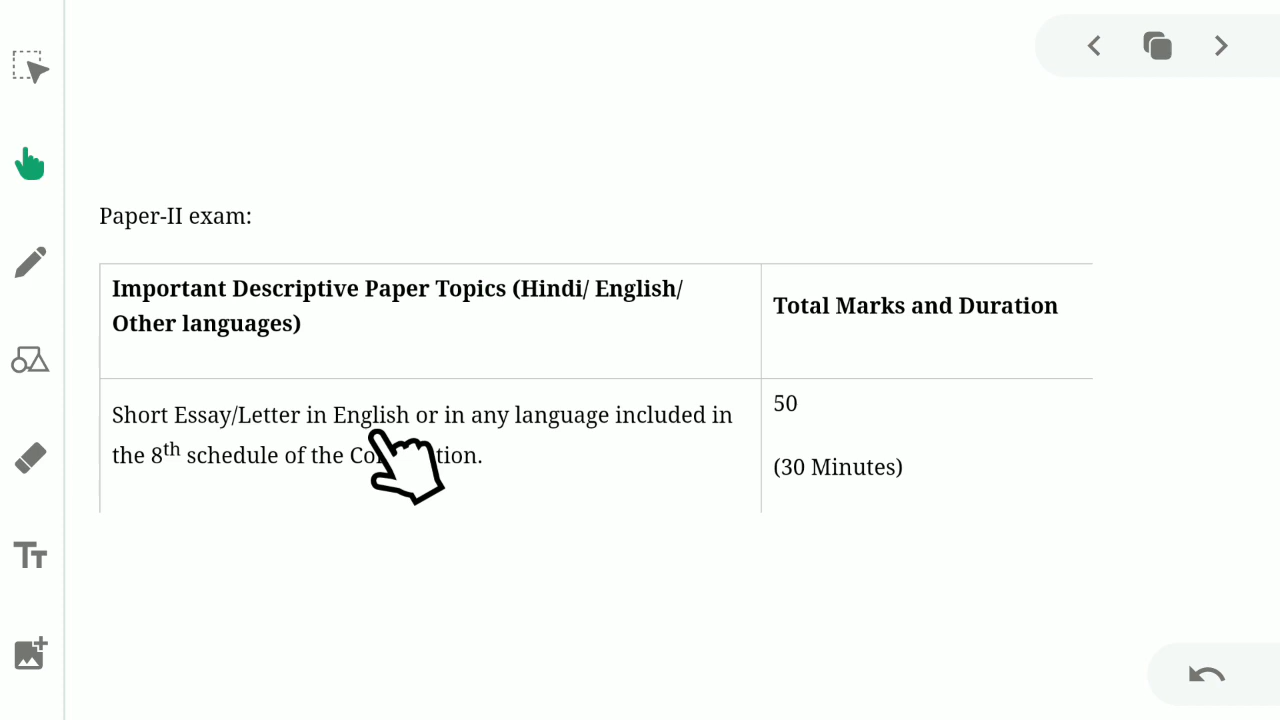 Paper-II exam:
Important Descriptive Paper Topics (Hindi/ English/
Other languages)
Total Marks and Duration
Short Essay/Letter in English or in any language included in
the 8th schedule of the
50
(30 Minutes)